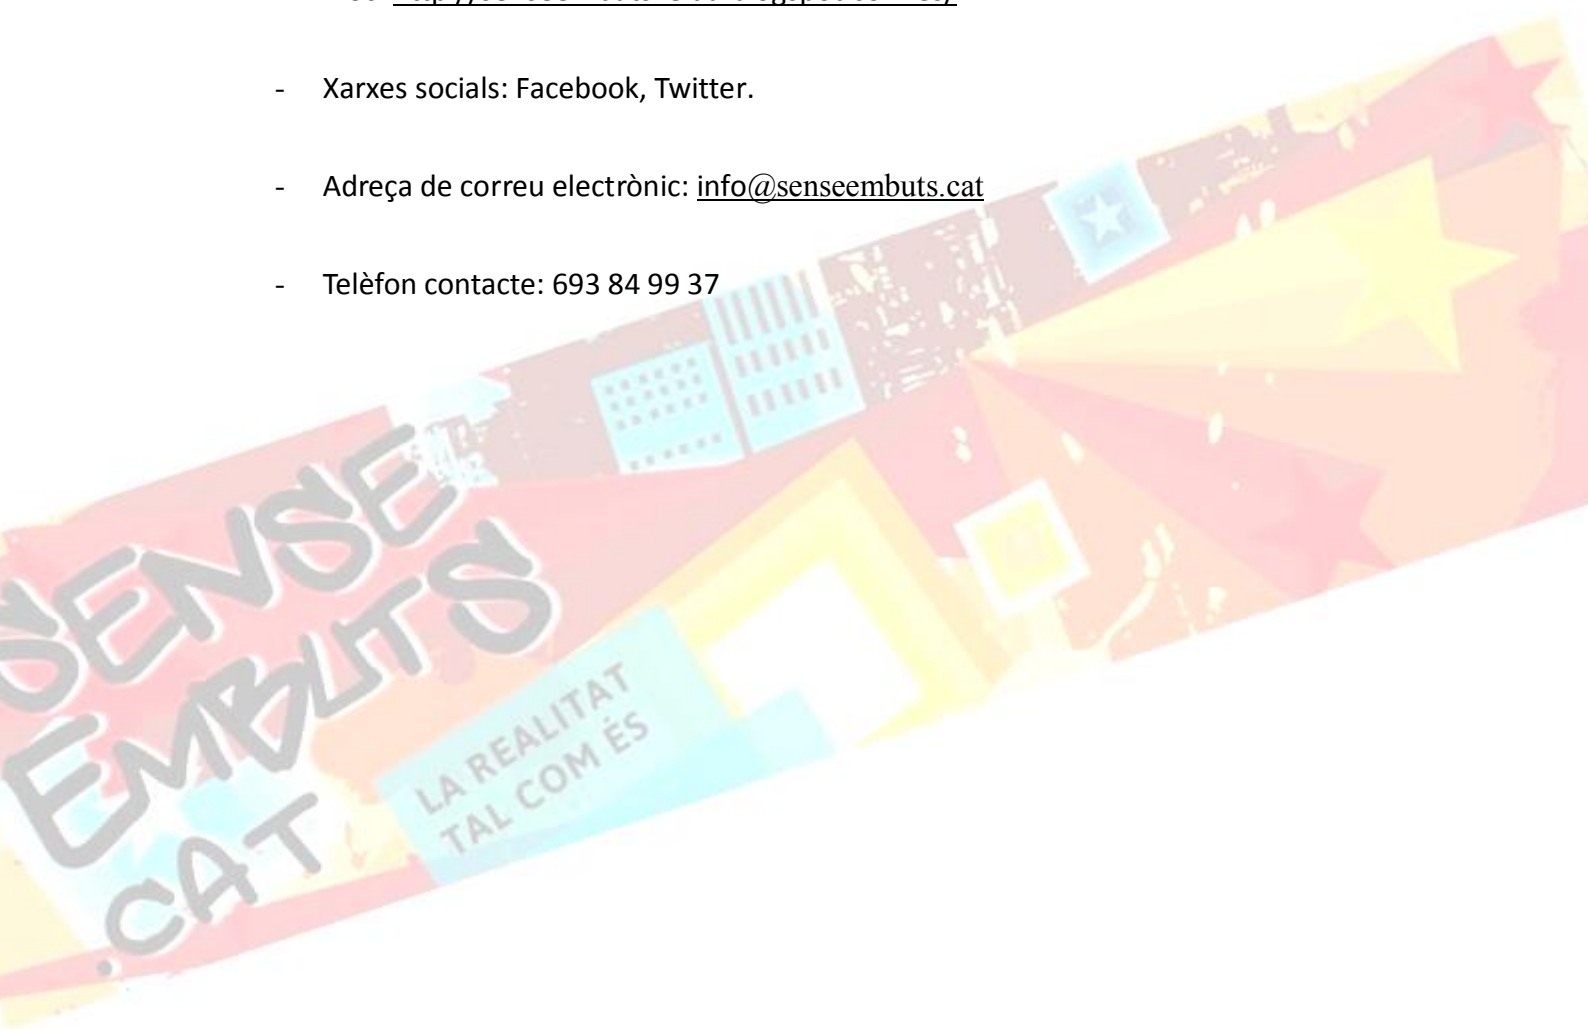 - Xarxes socials: Facebook, Twitter.
- Adreça de correu electrònic: info@senseembuts.cat
- Telèfon contacte: 693 84 99 37
SENSE
EMBUTS
.CAT
LA REALITAT
TAL COM ÉS